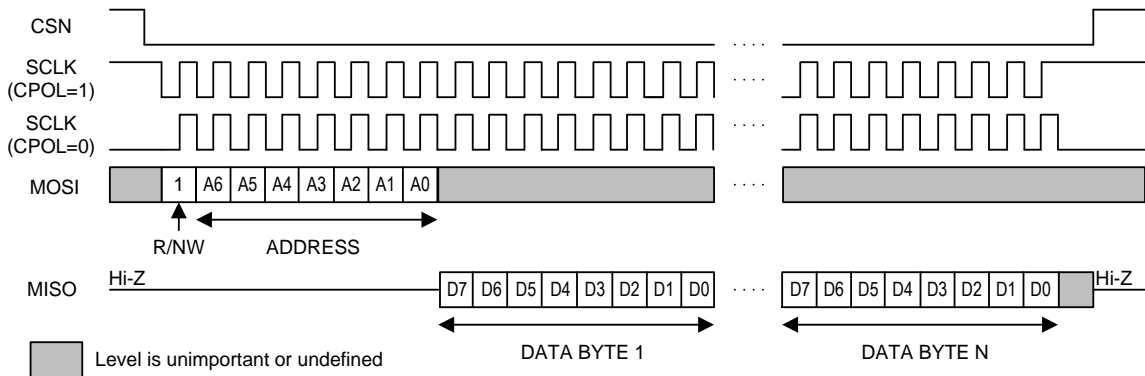 CSN
SCLK
(CPOL=1)
SCLK
(CPOL=0)
MOSI 1 A6 A5 A4 A3 A2 A1 A0
R/NW ADDRESS
MISO Hi-Z D7 D6 D5 D4 D3 D2 D1 D0 D7 D6 D5 D4 D3 D2 D1 D0 Hi-Z
DATA BYTE 1 DATA BYTE N
Level is unimportant or undefined